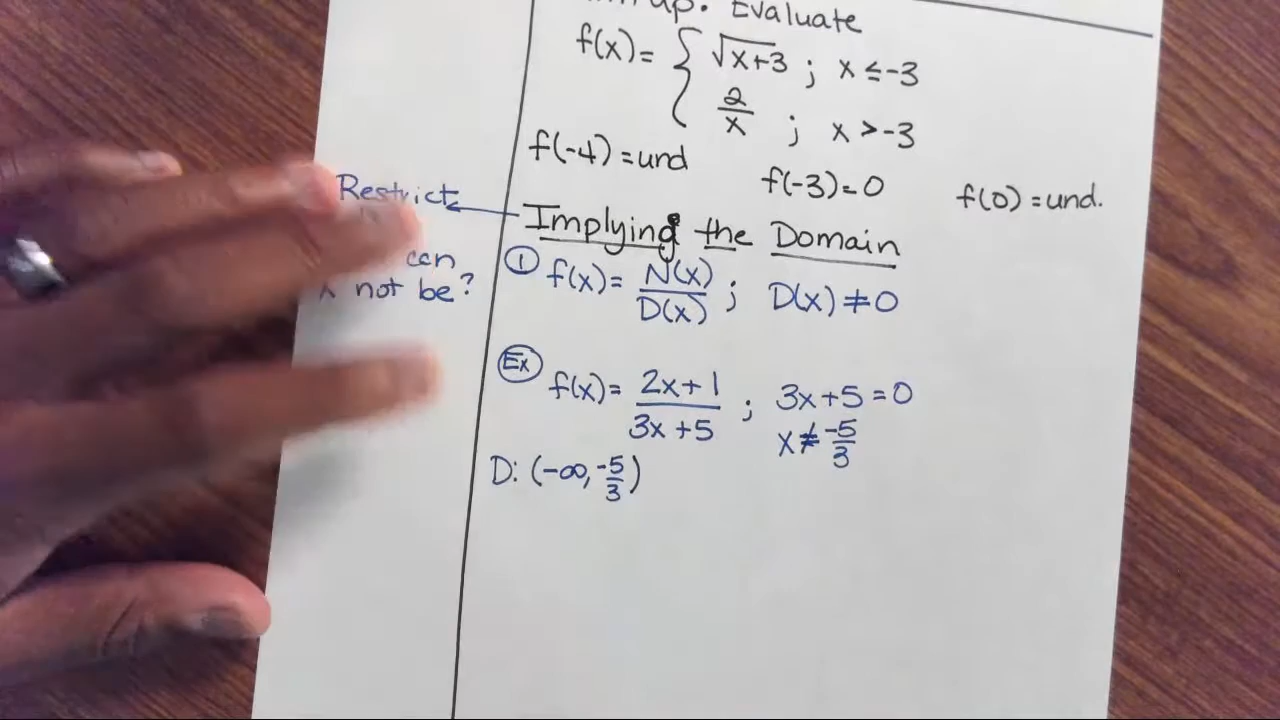 up. Evaluate
f(x) = { √x+3 ; x ≤ -3
2/x ; x > -3
f(-4) = und f(-3) = 0 f(0) = und.
Restrict
can
x not be?
Implying the Domain
① f(x) = N(x)/D(x) ; D(x) ≠ 0
Ex f(x) = 2x+1/3x+5 ; 3x+5 = 0
x ≠ -5/3
D: (-∞, -5/3)